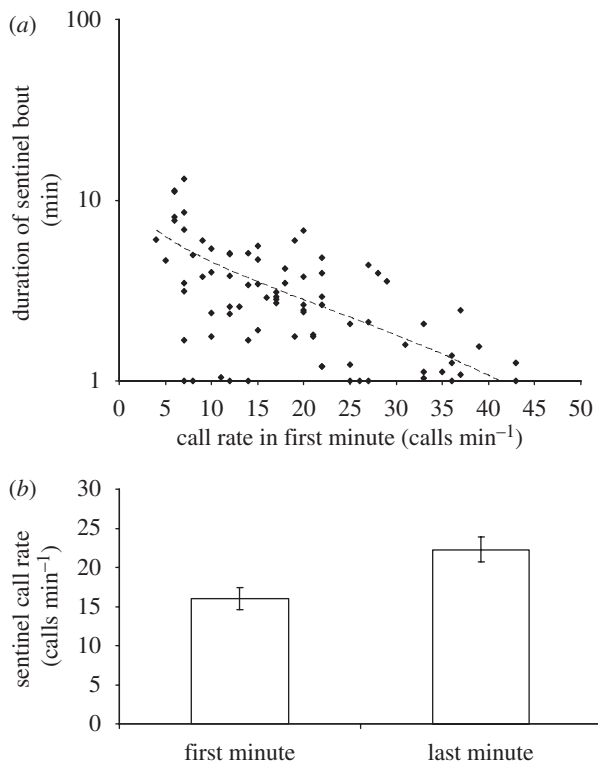 (a)
100
10
1
duration of sentinel bout
(min)
0 5 10 15 20 25 30 35 40 45 50
call rate in first minute (calls min⁻¹)
(b)
30
25
20
15
10
5
0
sentinel call rate
(calls min⁻¹)
first minute last minute